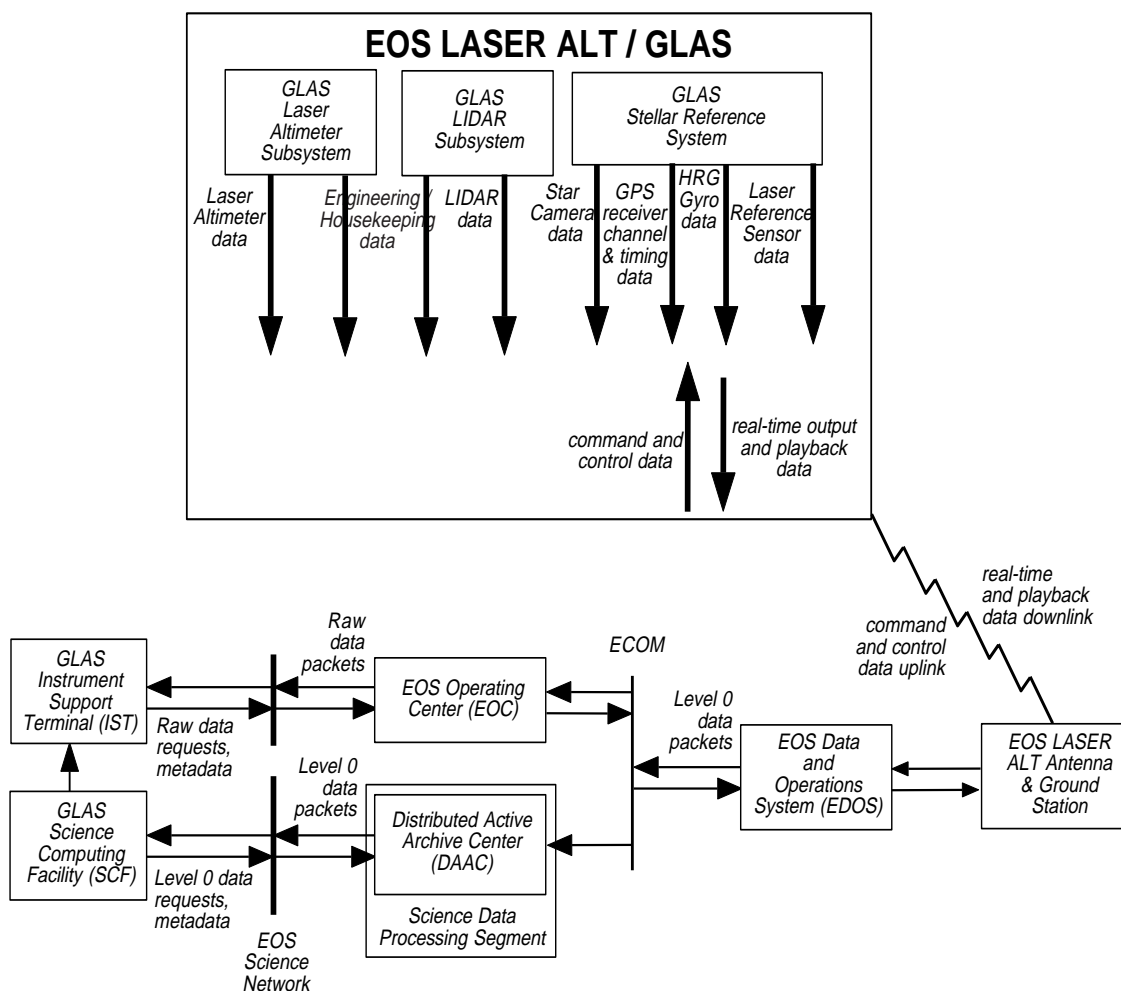 EOS LASER ALT / GLAS
GLAS
Laser
Altimeter
Subsystem
GLAS
LIDAR
Subsystem
GLAS
Stellar Reference
System
Laser
Altimeter
data
Engineering /
Housekeeping
data
LIDAR
data
Star
Camera
data
GPS
receiver
channel
& timing
data
HRG
Gyro
data
Laser
Reference
Sensor
data
command and
control data
real-time output
and playback
data
real-time
and playback
data downlink
command
and control
data uplink
GLAS
Instrument
Support
Terminal (IST)
Raw
data
packets
Raw data
requests,
metadata
EOS Operating
Center (EOC)
ECOM
Level 0
data
packets
EOS Data
and
Operations
System (EDOS)
EOS LASER
ALT Antenna
& Ground
Station
GLAS
Science
Computing
Facility (SCF)
Level 0
data
packets
Level 0 data
requests,
metadata
Distributed Active
Archive Center
(DAAC)
Science Data
Processing Segment
EOS
Science
Network